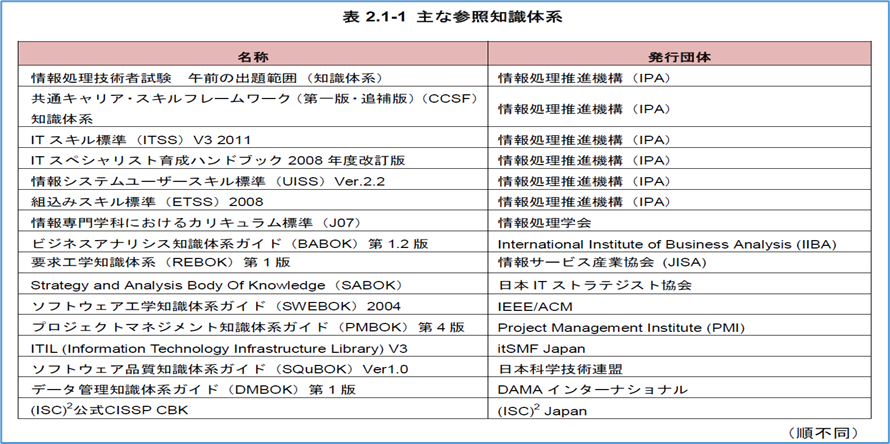 表 2.1-1 主な参照知識体系
名称 発行団体
情報処理技術者試験　午前の出題範囲（知識体系） 情報処理推進機構（IPA）
共通キャリア・スキルフレームワーク（第一版・追補版）（CCSF）
知識体系 情報処理推進機構（IPA）
IT スキル標準（ITSS）V3 2011 情報処理推進機構（IPA）
IT スペシャリスト育成ハンドブック 2008 年度改訂版 情報処理推進機構（IPA）
情報システムユーザースキル標準（UISS）Ver.2.2 情報処理推進機構（IPA）
組込みスキル標準（ETSS）2008 情報処理推進機構（IPA）
情報専門学科におけるカリキュラム標準（J07） 情報処理学会
ビジネスアナリシス知識体系ガイド（BABOK）第 1.2 版 International Institute of Business Analysis (IIBA)
要求工学知識体系（REBOK）第 1 版 情報サービス産業協会 (JISA)
Strategy and Analysis Body Of Knowledge（SABOK） 日本 IT ストラテジスト協会
ソフトウェア工学知識体系ガイド（SWEBOK）2004 IEEE/ACM
プロジェクトマネジメント知識体系ガイド（PMBOK）第 4 版 Project Management Institute (PMI)
ITIL (Information Technology Infrastructure Library) V3 itSMF Japan
ソフトウェア品質知識体系ガイド（SQuBOK）Ver1.0 日本科学技術連盟
データ管理知識体系ガイド（DMBOK）第 1 版 DAMA インターナショナル
(ISC)²公式CISSP CBK (ISC)² Japan
（順不同）